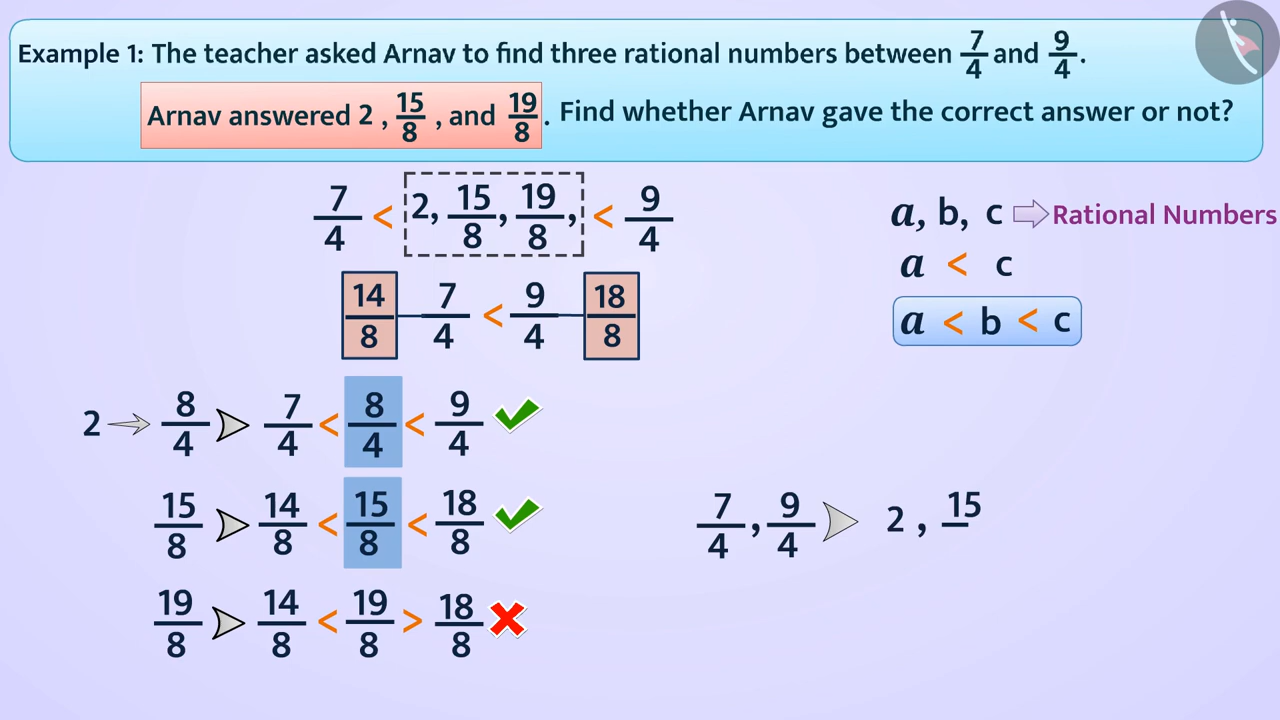 Example 1: The teacher asked Arnav to find three rational numbers between 7/4 and 9/4.
Arnav answered 2 , 15/8 , and 19/8 . Find whether Arnav gave the correct answer or not?
7/4 < 2, 15/8 , 19/8 , < 9/4
a, b, c ⇨ Rational Numbers
a < c
14/8 — 7/4 < 9/4 — 18/8
a < b < c
2 → 8/4 ➢ 7/4 < 8/4 < 9/4 ✔
15/8 ➢ 14/8 < 15/8 < 18/8 ✔
7/4 , 9/4 ➢ 2 , 15
19/8 ➢ 14/8 < 19/8 > 18/8 ✖